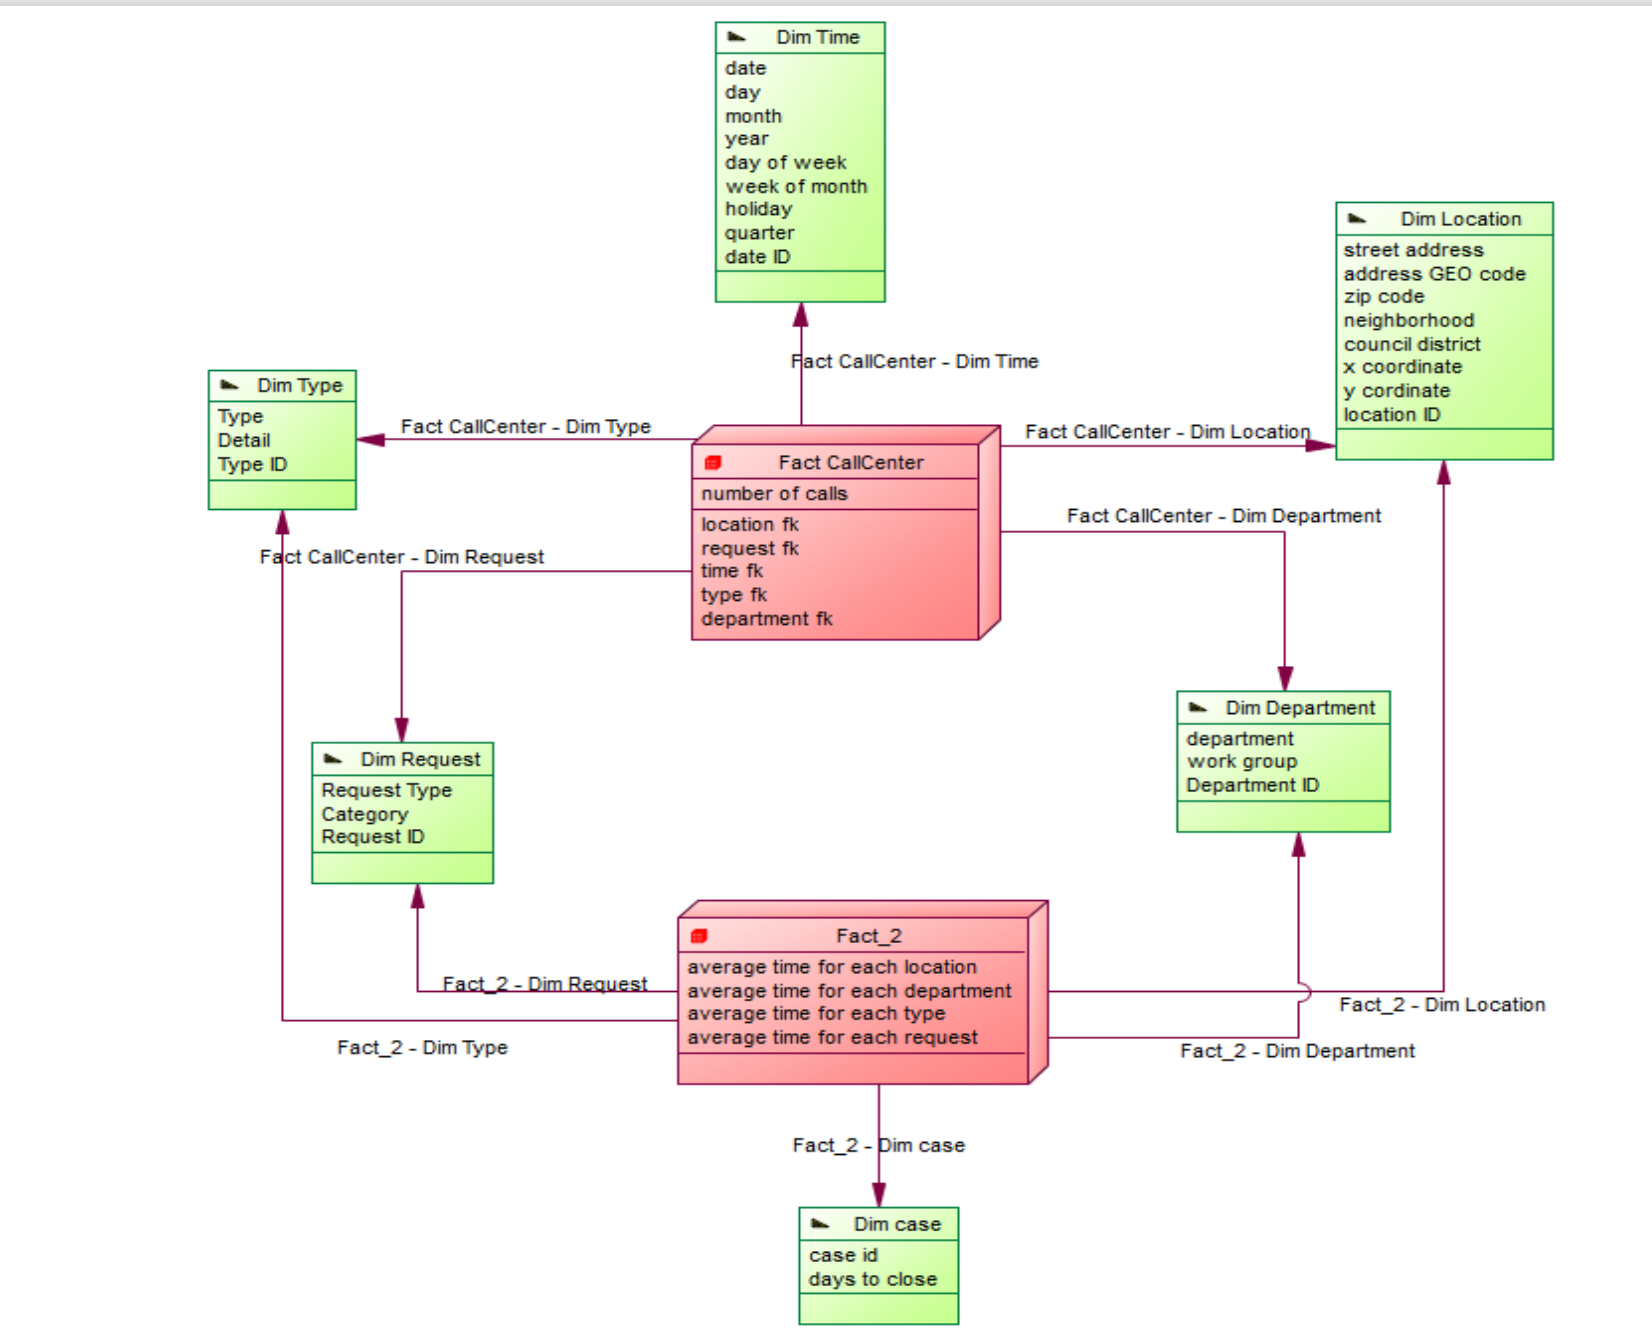 Dim Time
date
day
month
year
day of week
week of month
holiday
quarter
date ID
Dim Location
street address
address GEO code
zip code
neighborhood
council district
x coordinate
y cordinate
location ID
Fact CallCenter - Dim Time
Dim Type
Type
Detail
Type ID
Fact CallCenter - Dim Type
Fact CallCenter - Dim Location
Fact CallCenter
number of calls
location fk
request fk
time fk
type fk
department fk
Fact CallCenter - Dim Department
Fact CallCenter - Dim Request
Dim Request
Request Type
Category
Request ID
Dim Department
department
work group
Department ID
Fact_2
average time for each location
average time for each department
average time for each type
average time for each request
Fact_2 - Dim Request
Fact_2 - Dim Location
Fact_2 - Dim Type
Fact_2 - Dim Department
Fact_2 - Dim case
Dim case
case id
days to close